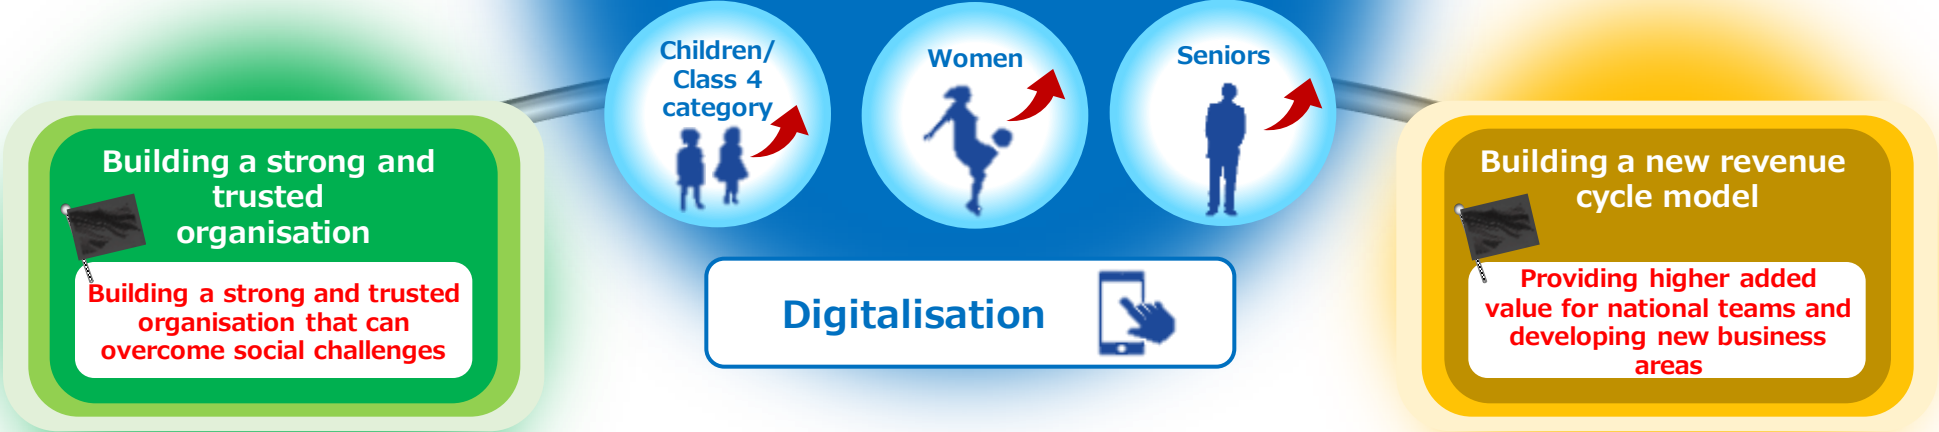 Children/
Class 4
category
Women
Seniors
Building a strong and
trusted
organisation
Building a strong and trusted
organisation that can
overcome social challenges
Digitalisation
Building a new revenue
cycle model
Providing higher added
value for national teams and
developing new business
areas